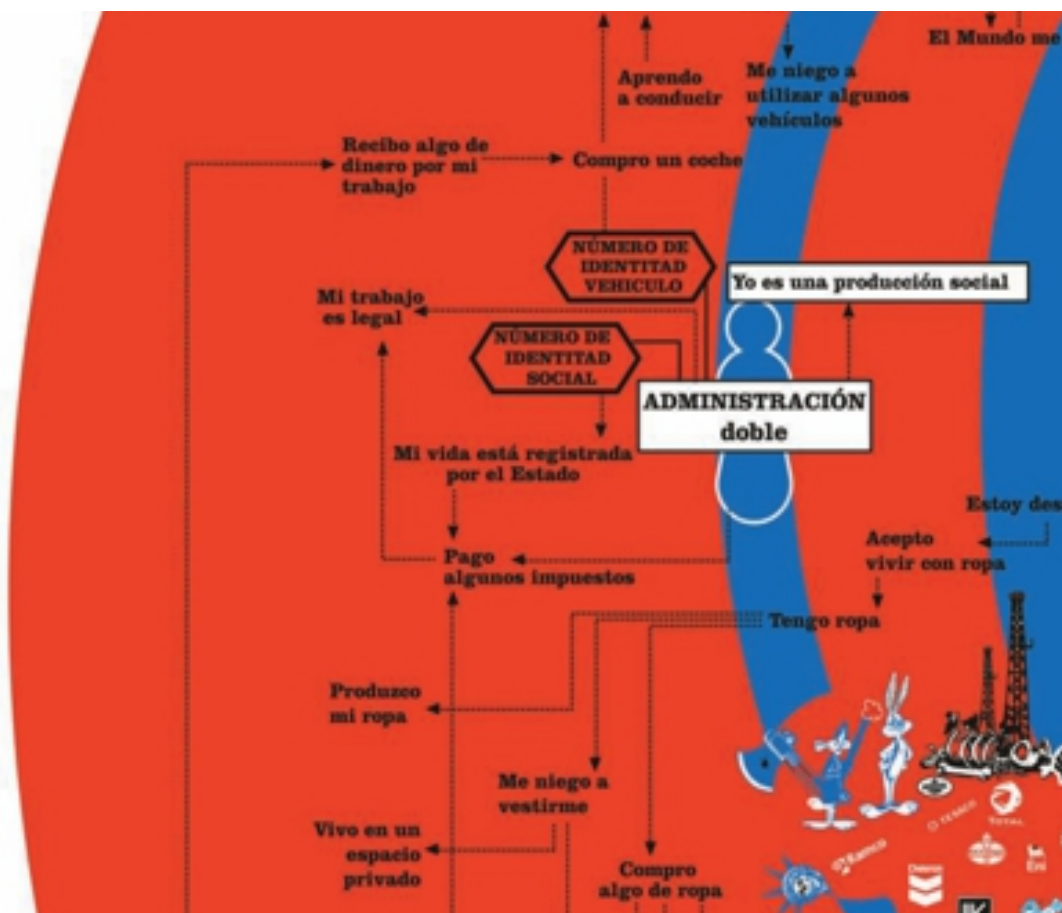 El Mundo me
Aprendo
a conducir
Me niego a
utilizar algunos
vehículos
Recibo algo de
dinero por mi
trabajo
Compro un coche
NÚMERO DE
IDENTITAD
VEHICULO
Yo es una producción social
Mi trabajo
es legal
NÚMERO DE
IDENTITAD
SOCIAL
ADMINISTRACIÓN
doble
Mi vida está registrada
por el Estado
Estoy des
Acepto
vivir con ropa
Pago
algunos impuestos
Tengo ropa
Produzco
mi ropa
Me niego a
vestirme
Vivo en un
espacio
privado
Compro
algo de ropa
TEXACO
TOTAL
Eni